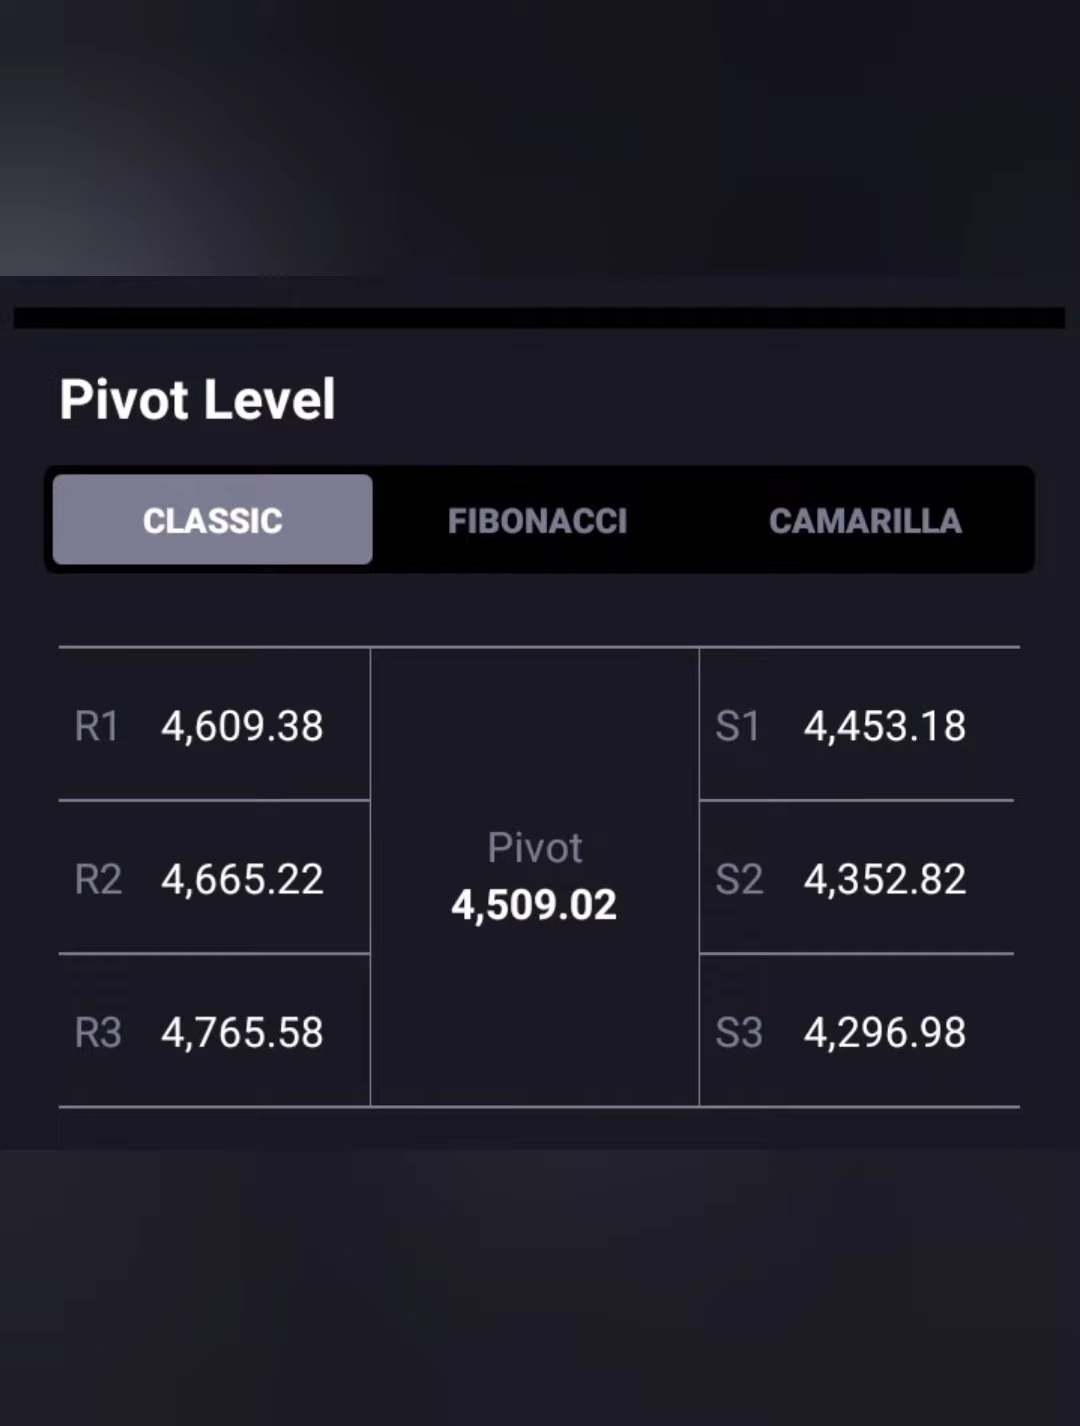 Pivot Level
CLASSIC FIBONACCI CAMARILLA
R1 4,609.38
R2 4,665.22
R3 4,765.58
Pivot
4,509.02
S1 4,453.18
S2 4,352.82
S3 4,296.98